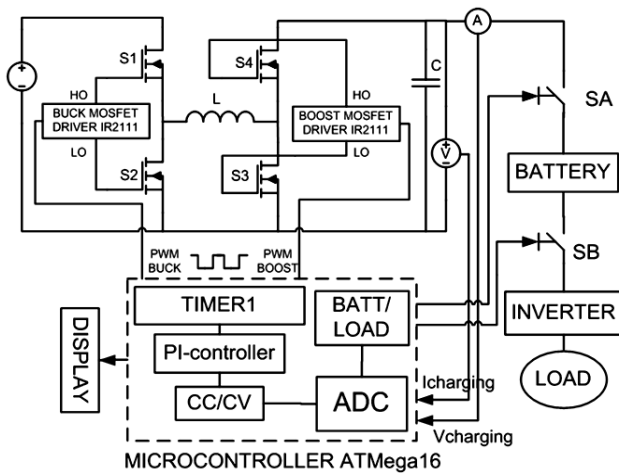 S1
S4
A
HO
L
HO
C
SA
BUCK MOSFET
DRIVER IR2111
BOOST MOSFET
DRIVER IR2111
LO
LO
V
S2
S3
BATTERY
PWM
BUCK
PWM
BOOST
SB
TIMER1
BATT/
LOAD
INVERTER
DISPLAY
PI-controller
LOAD
CC/CV
ADC
Icharging
Vcharging
MICROCONTROLLER ATMega16